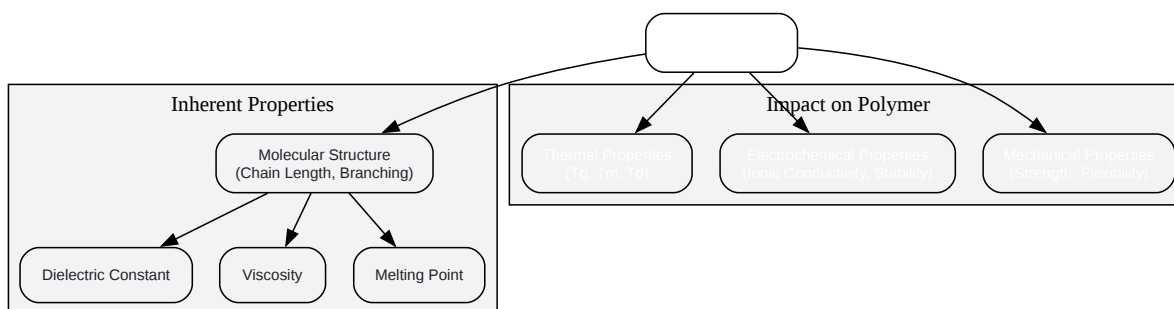 Inherent Properties
Impact on Polymer
Molecular Structure
(Chain Length, Branching)
Thermal Properties
(Tg, Tm, Td)
Electrochemical Properties
(Ionic Conductivity, Stability)
Mechanical Properties
(Strength, Flexibility)
Dielectric Constant
Viscosity
Melting Point